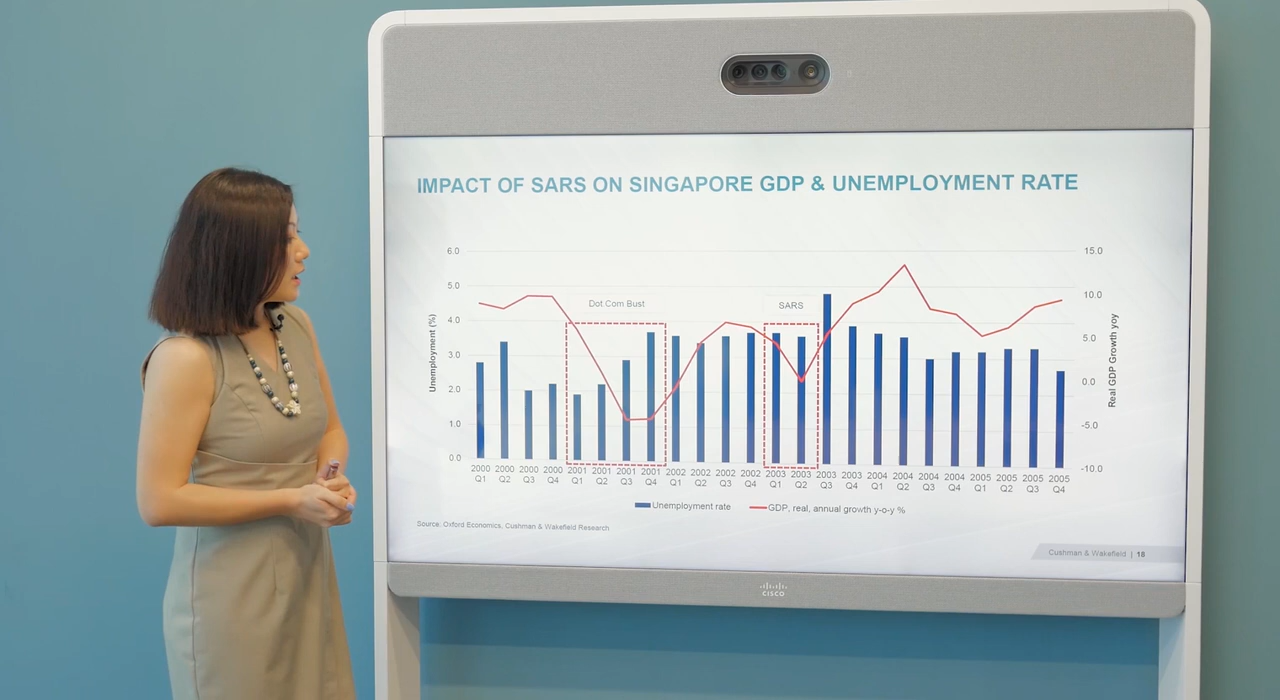 IMPACT OF SARS ON SINGAPORE GDP & UNEMPLOYMENT RATE
6.0
5.0
4.0
3.0
2.0
1.0
0.0
Unemployment (%)
Dot Com Bust
SARS
15.0
10.0
5.0
0.0
-5.0
-10.0
Real GDP Growth yoy
2000 2000 2000 2000 2001 2001 2001 2001 2002 2002 2002 2002 2003 2003 2003 2003 2004 2004 2004 2004 2005 2005 2005 2005
Q1 Q2 Q3 Q4 Q1 Q2 Q3 Q4 Q1 Q2 Q3 Q4 Q1 Q2 Q3 Q4 Q1 Q2 Q3 Q4 Q1 Q2 Q3 Q4
Unemployment rate GDP, real, annual growth y-o-y %
Source: Oxford Economics, Cushman & Wakefield Research
Cushman & Wakefield | 18
CISCO